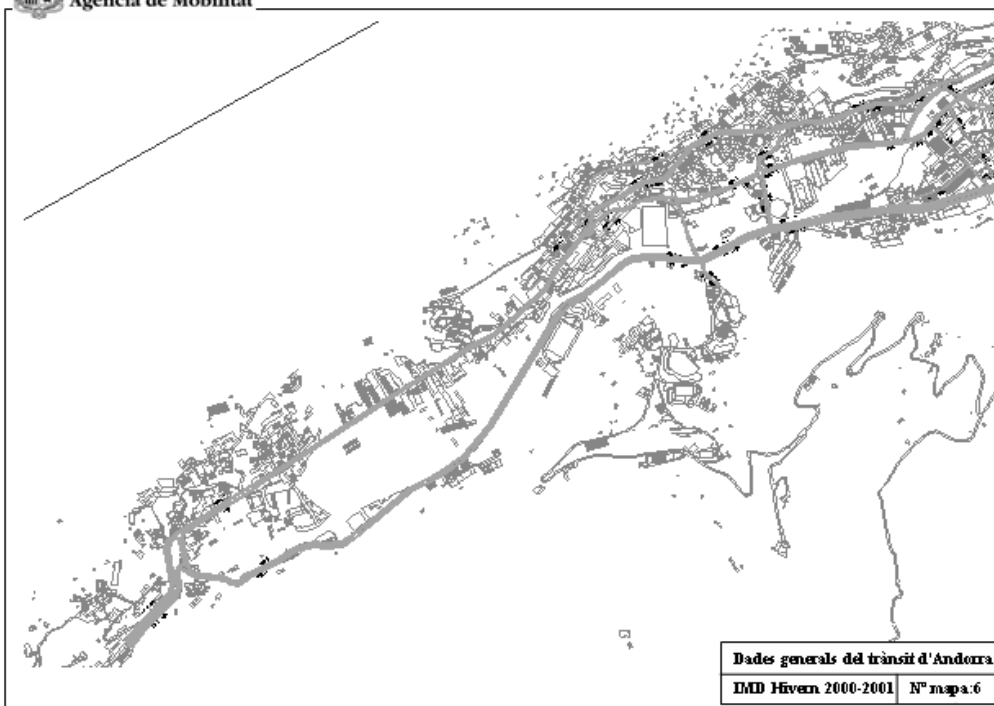 Agència de Mobilitat
Dades generals del trànsit d'Andorra
IMD Hivern 2000-2001 Nº mapa:6